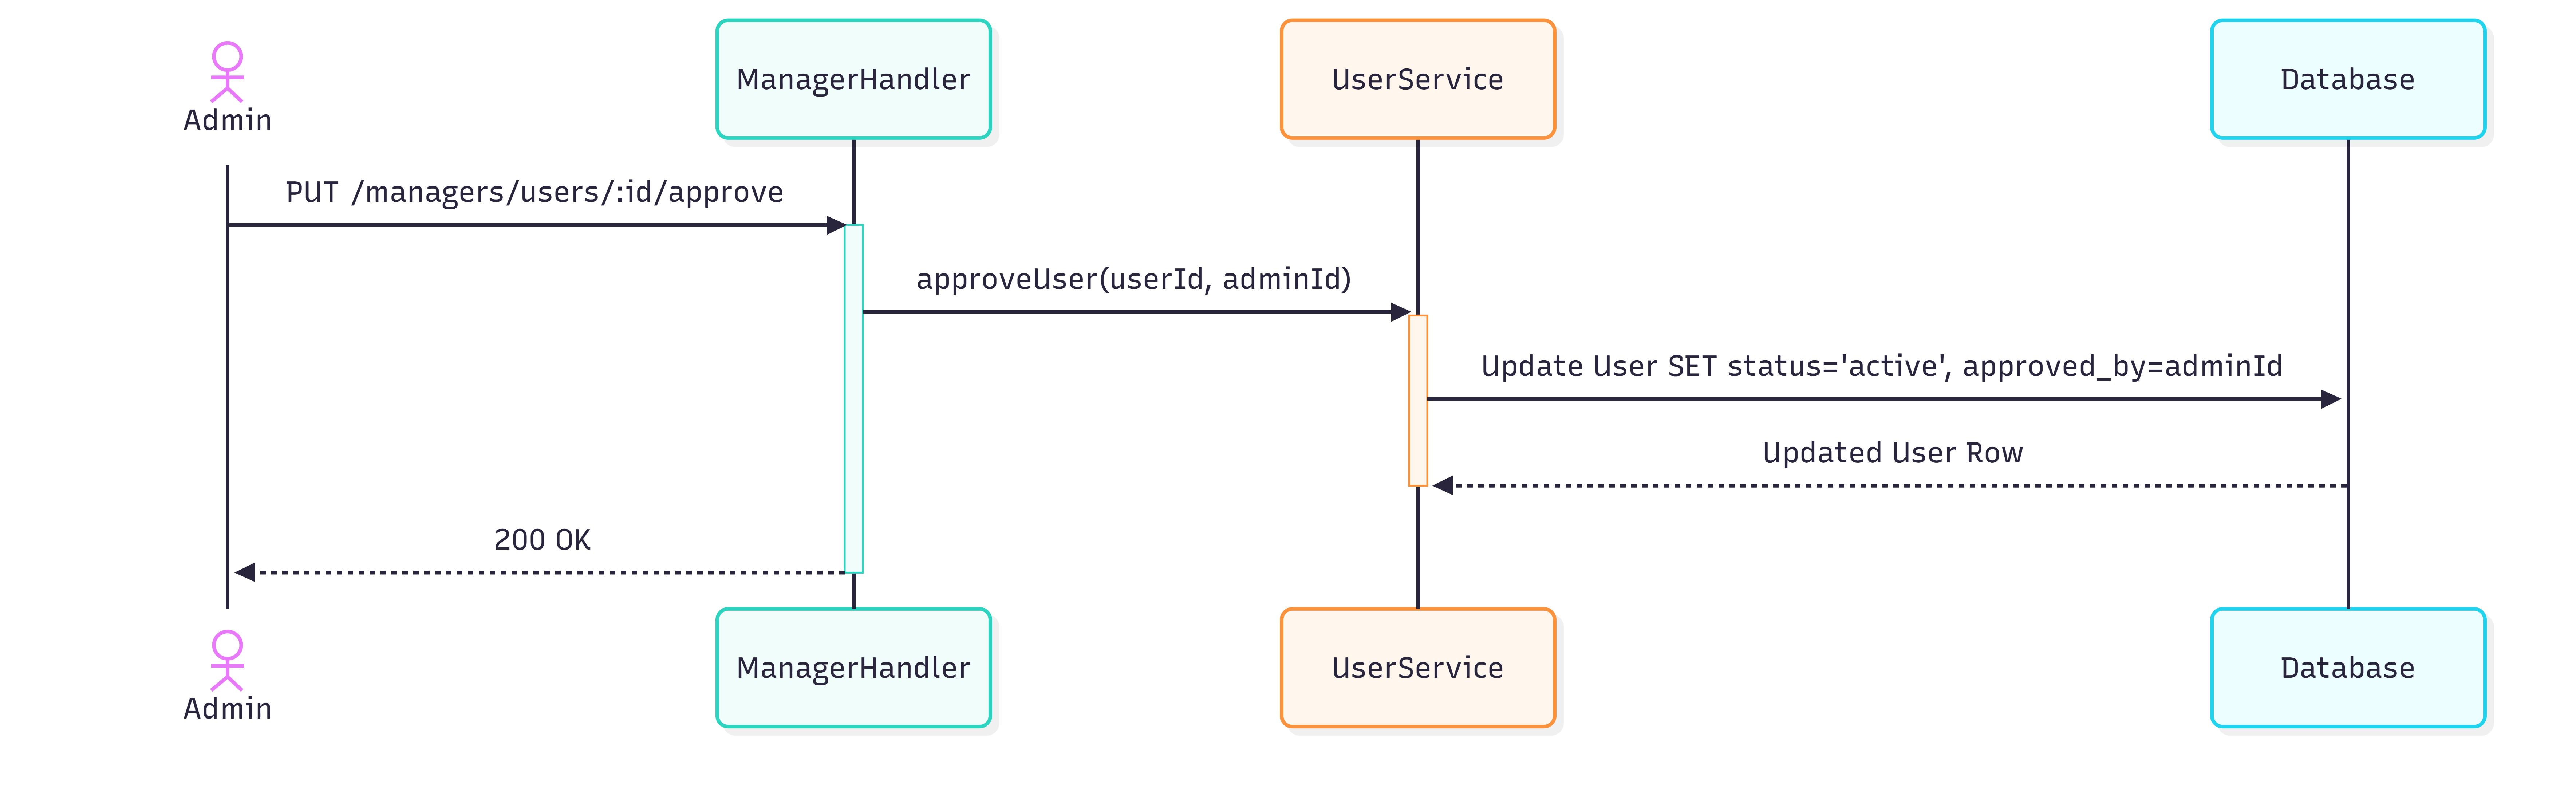 Admin
ManagerHandler
UserService
Database
PUT /managers/users/:id/approve
approveUser(userId, adminId)
Update User SET status='active', approved_by=adminId
Updated User Row
200 OK
Admin
ManagerHandler
UserService
Database